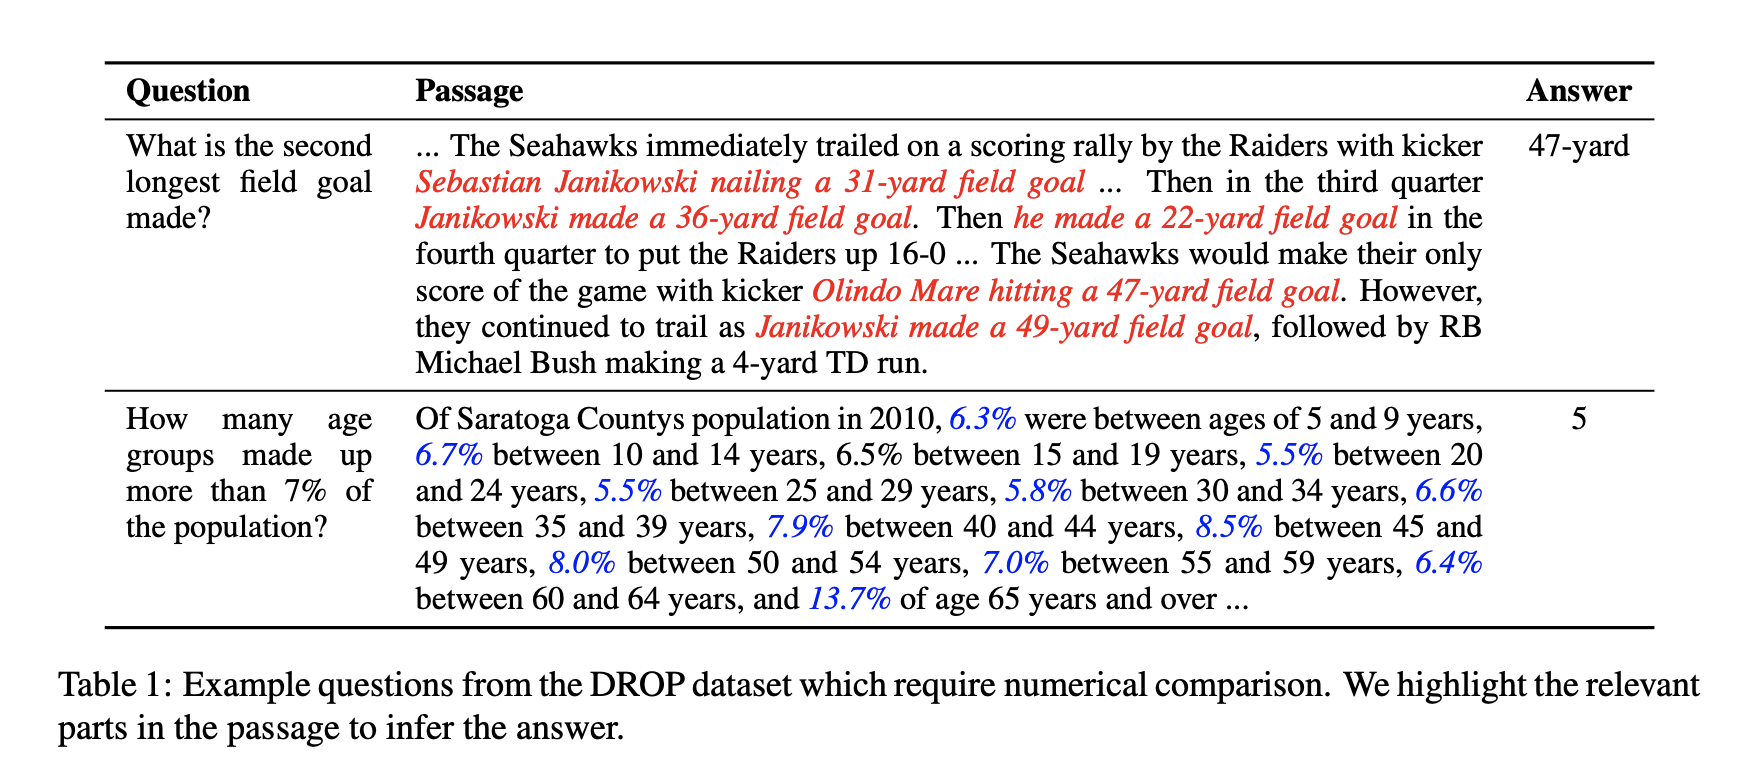 Question Passage Answer
What is the second longest field goal made?
... The Seahawks immediately trailed on a scoring rally by the Raiders with kicker
Sebastian Janikowski nailing a 31-yard field goal ... Then in the third quarter
Janikowski made a 36-yard field goal. Then he made a 22-yard field goal in the
fourth quarter to put the Raiders up 16-0 ... The Seahawks would make their only
score of the game with kicker Olindo Mare hitting a 47-yard field goal. However,
they continued to trail as Janikowski made a 49-yard field goal, followed by RB
Michael Bush making a 4-yard TD run.
47-yard
How many age
groups made up
more than 7% of
the population?
Of Saratoga Countys population in 2010, 6.3% were between ages of 5 and 9 years,
6.7% between 10 and 14 years, 6.5% between 15 and 19 years, 5.5% between 20
and 24 years, 5.5% between 25 and 29 years, 5.8% between 30 and 34 years, 6.6%
between 35 and 39 years, 7.9% between 40 and 44 years, 8.5% between 45 and
49 years, 8.0% between 50 and 54 years, 7.0% between 55 and 59 years, 6.4%
between 60 and 64 years, and 13.7% of age 65 years and over ...
5
Table 1: Example questions from the DROP dataset which require numerical comparison. We highlight the relevant
parts in the passage to infer the answer.